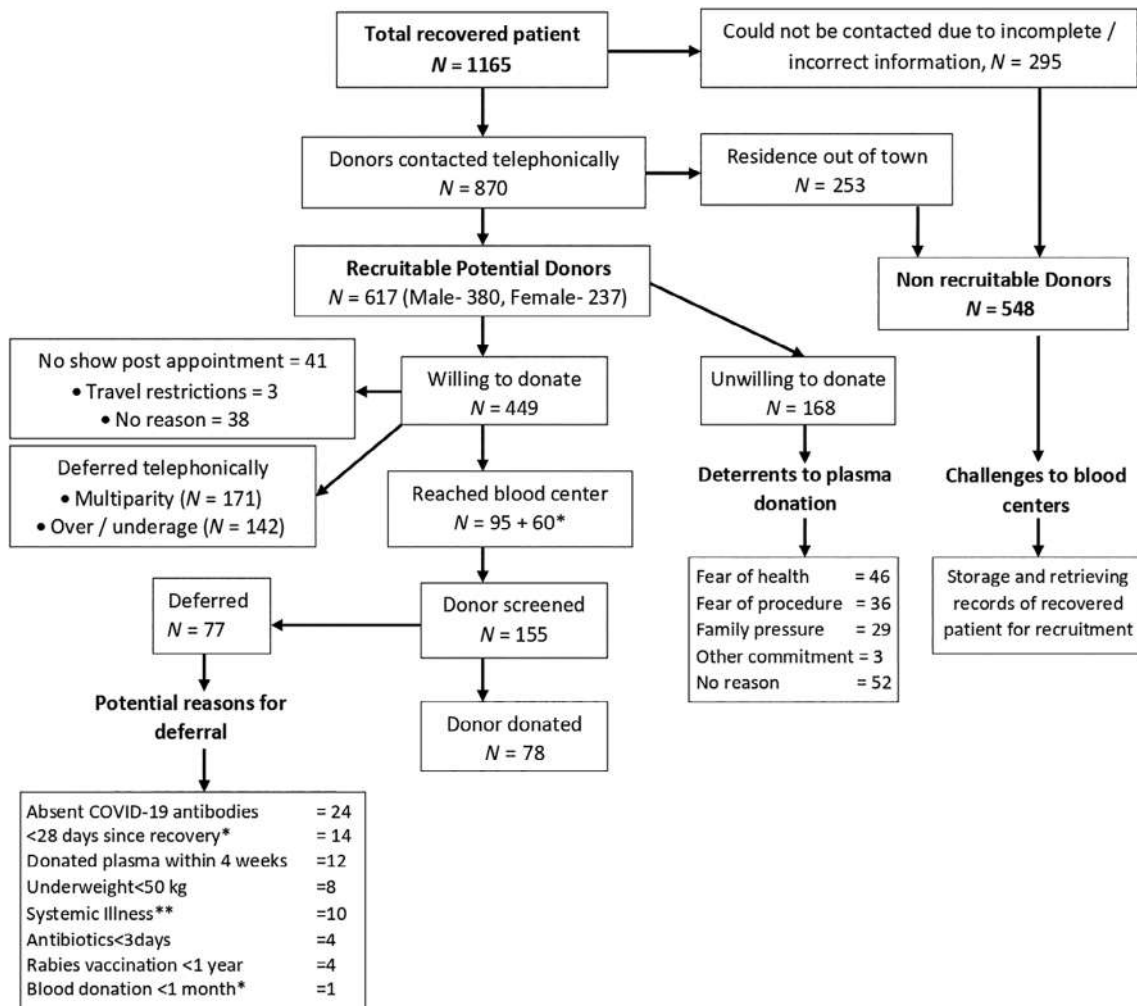 Total recovered patient
N = 1165
Could not be contacted due to incomplete /
incorrect information, N = 295
Donors contacted telephonically
N = 870
Residence out of town
N = 253
Recruitable Potential Donors
N = 617 (Male- 380, Female- 237)
Non recruitable Donors
N = 548
No show post appointment = 41
• Travel restrictions = 3
• No reason = 38
Willing to donate
N = 449
Unwilling to donate
N = 168
Deferred telephonically
• Multiparity (N = 171)
• Over / underage (N = 142)
Reached blood center
N = 95 + 60*
Deterrents to plasma
donation
Challenges to blood
centers
Fear of health = 46
Fear of procedure = 36
Family pressure = 29
Other commitment = 3
No reason = 52
Storage and retrieving
records of recovered
patient for recruitment
Deferred
N = 77
Donor screened
N = 155
Potential reasons for
deferral
Donor donated
N = 78
Absent COVID-19 antibodies = 24
<28 days since recovery* = 14
Donated plasma within 4 weeks =12
Underweight<50 kg =8
Systemic Illness** =10
Antibiotics<3days =4
Rabies vaccination <1 year =4
Blood donation <1 month* =1